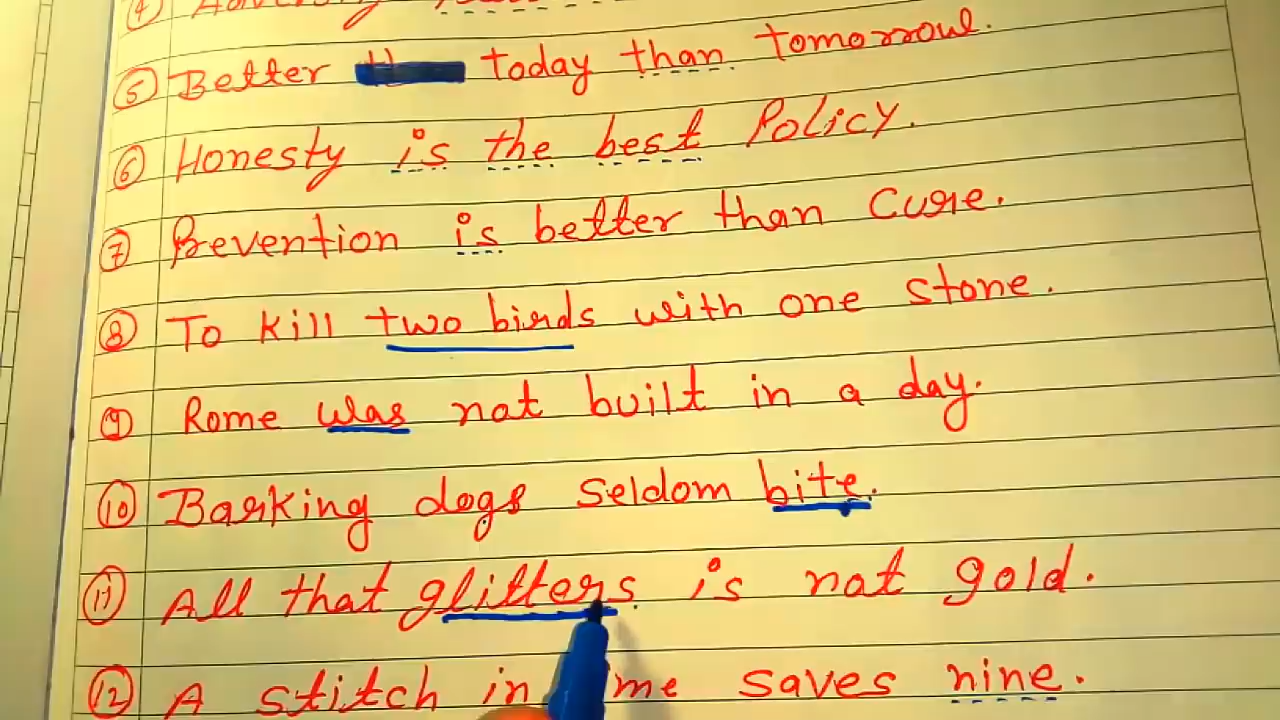 (4)
(5) Better today than tomorrow.
(6) Honesty is the best Policy.
(7) Prevention is better than cure.
(8) To kill two birds with one stone.
(9) Rome was not built in a day.
(10) Barking dogs seldom bite.
(11) All that glitters is not gold.
(12) A stitch in me saves nine.